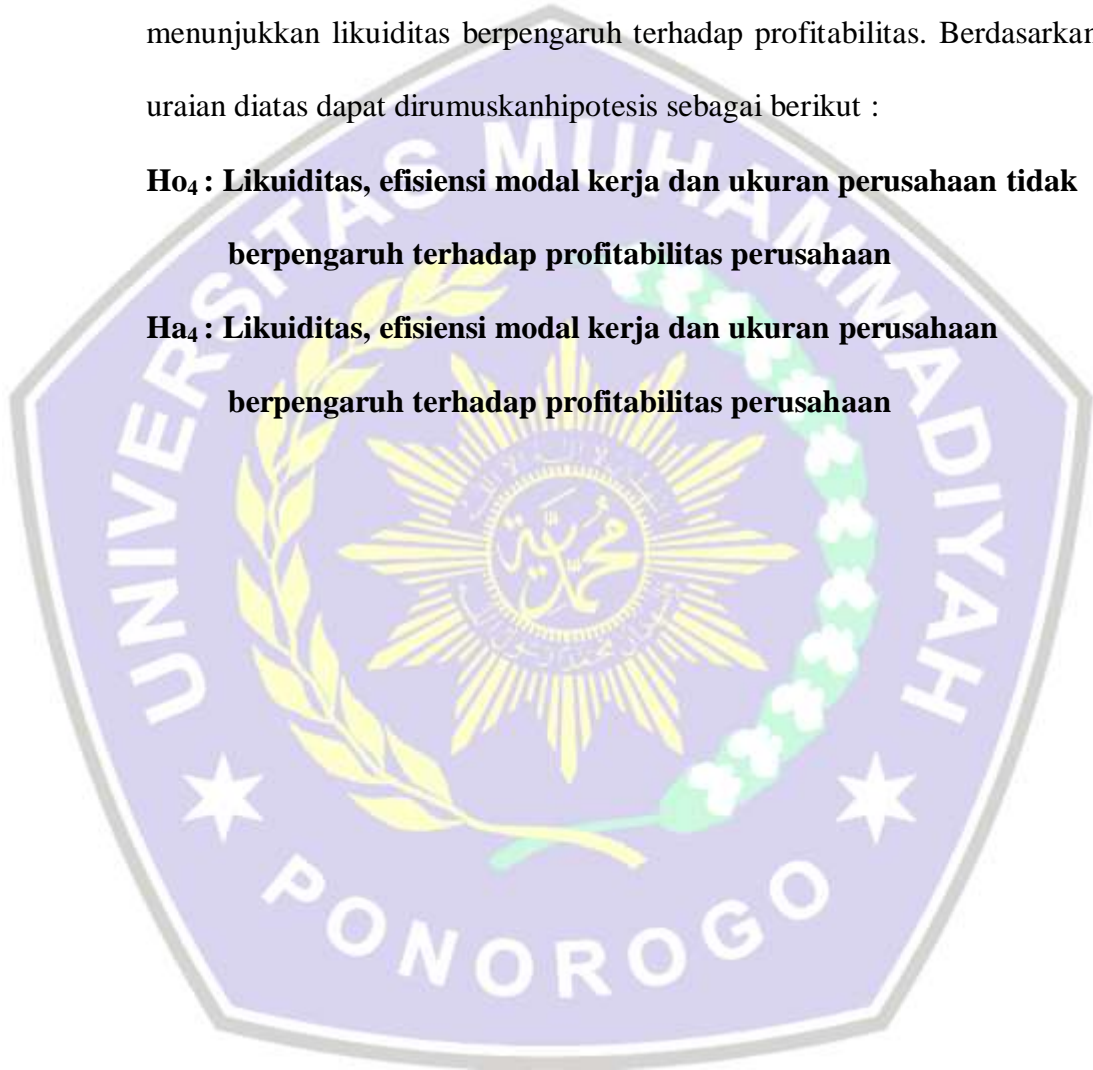 menunjukkan likuiditas berpengaruh terhadap profitabilitas. Berdasarkan
uraian diatas dapat dirumuskanhipotesis sebagai berikut :
Ho₄ : Likuiditas, efisiensi modal kerja dan ukuran perusahaan tidak
berpengaruh terhadap profitabilitas perusahaan
Ha₄ : Likuiditas, efisiensi modal kerja dan ukuran perusahaan
berpengaruh terhadap profitabilitas perusahaan
UNIVERSITAS MUHAMMADIYAH
PONOROGO
محمدية